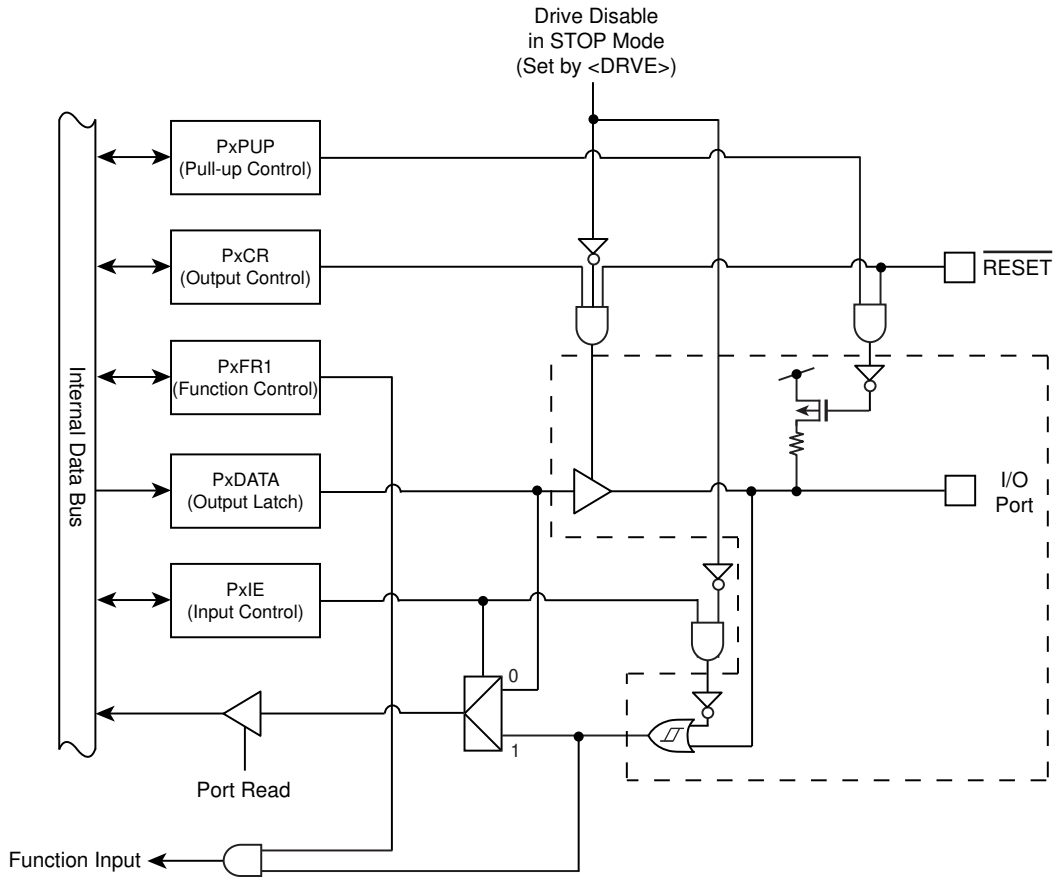 Drive Disable
in STOP Mode
(Set by <DRVE>)
PxPUP
(Pull-up Control)
PxCR
(Output Control)
RESET
PxFR1
(Function Control)
Internal Data Bus
PxDATA
(Output Latch)
I/O
Port
PxIE
(Input Control)
0
1
Port Read
Function Input